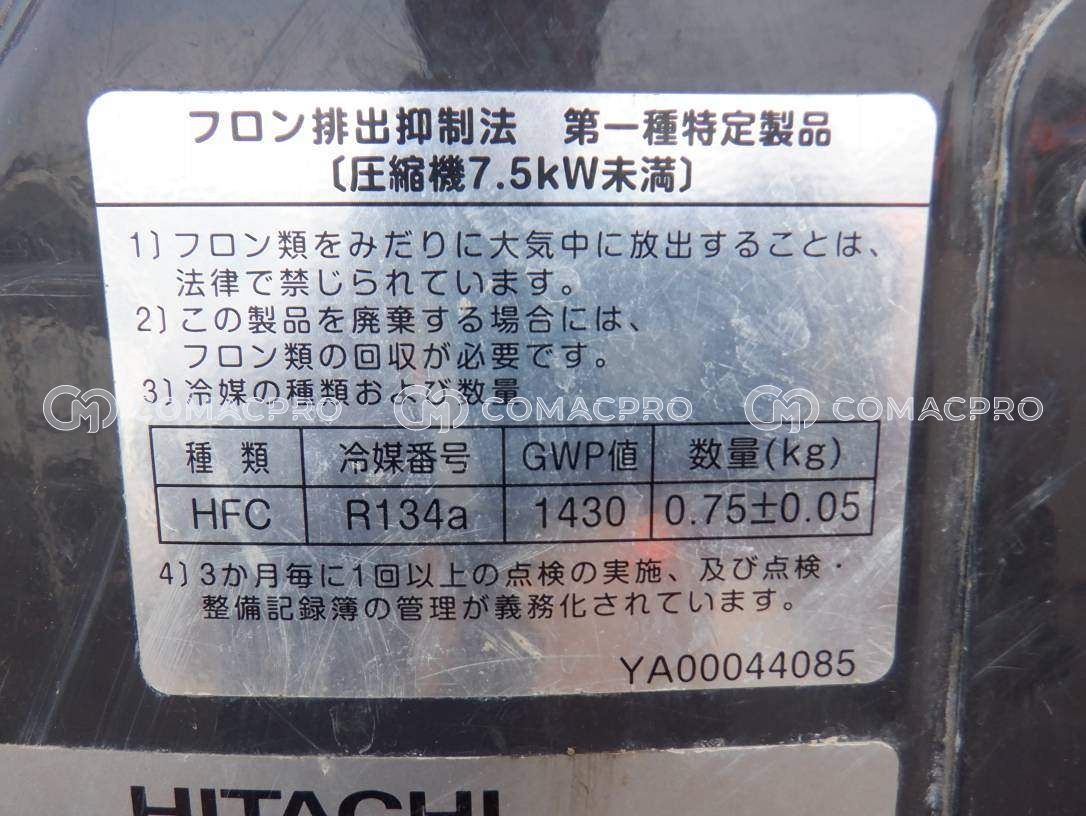 フロン排出抑制法 第一種特定製品
〔圧縮機7.5kW未満〕
1)フロン類をみだりに大気中に放出することは、
法律で禁じられています。
2)この製品を廃棄する場合には、
フロン類の回収が必要です。
3)冷媒の種類および数量
CM COMACPRO CM COMACPRO CM COMACPRO
種類 冷媒番号 GWP値 数量(kg)
HFC R134a 1430 0.75±0.05
4)3か月毎に1回以上の点検の実施、及び点検・
整備記録簿の管理が義務化されています。
YA00044085
HITACHI